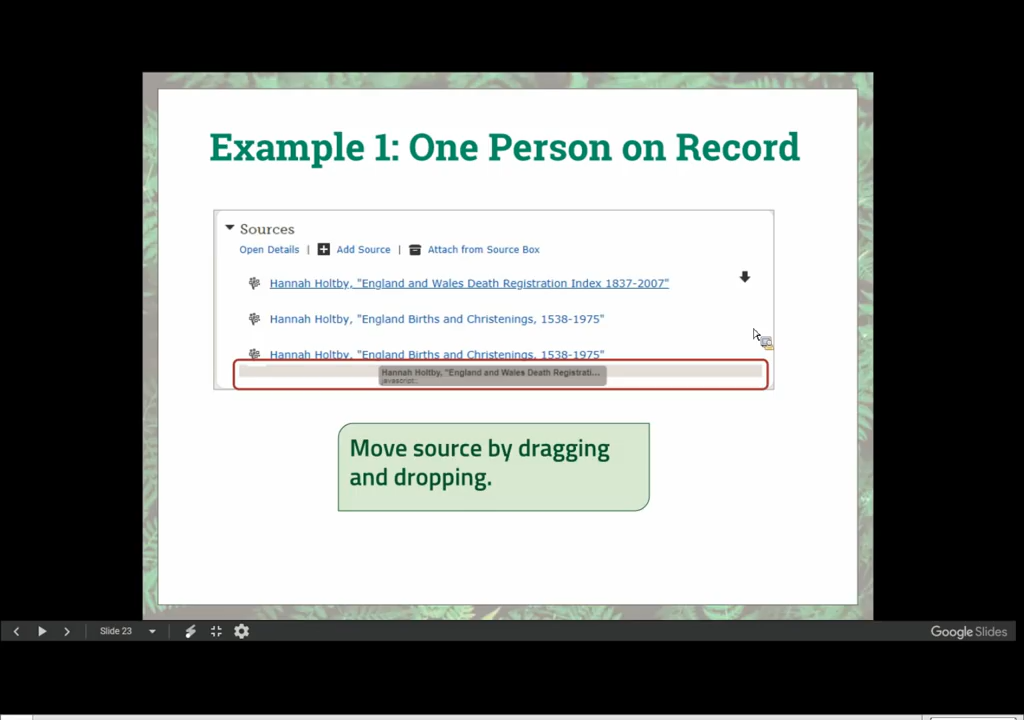 Example 1: One Person on Record
Sources
Open Details | Add Source | Attach from Source Box
Hannah Holtby, "England and Wales Death Registration Index 1837-2007"
Hannah Holtby, "England Births and Christenings, 1538-1975"
Hannah Holtby, "England Births and Christenings, 1538-1975"
Hannah Holtby, "England and Wales Death Registrati...
javascript:;
Move source by dragging
and dropping.
Slide 23
Google Slides